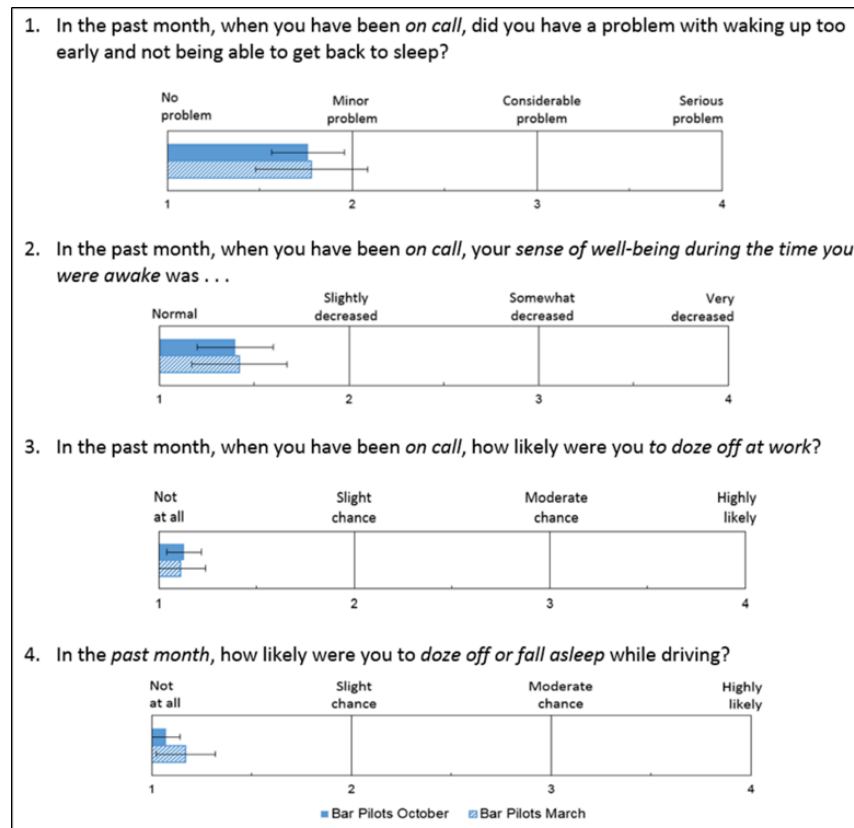 1. In the past month, when you have been on call, did you have a problem with waking up too
early and not being able to get back to sleep?
No problem
Minor problem
Considerable problem
Serious problem
1 2 3 4
2. In the past month, when you have been on call, your sense of well-being during the time you
were awake was . . .
Normal
Slightly decreased
Somewhat decreased
Very decreased
1 2 3 4
3. In the past month, when you have been on call, how likely were you to doze off at work?
Not at all
Slight chance
Moderate chance
Highly likely
1 2 3 4
4. In the past month, how likely were you to doze off or fall asleep while driving?
Not at all
Slight chance
Moderate chance
Highly likely
1 2 3 4
Bar Pilots October Bar Pilots March